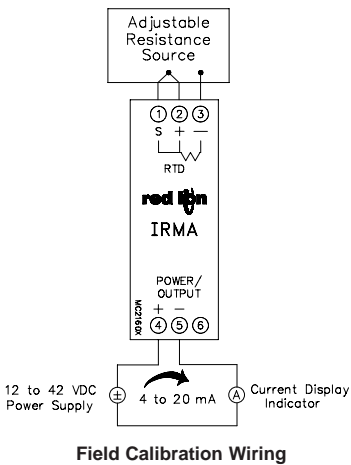 Adjustable
Resistance
Source
1 2 3
S + —
RTD
red lion
IRMA
POWER/
OUTPUT
MC2160X
+ —
4 5 6
12 to 42 VDC
Power Supply
±
4 to 20 mA
A
Current Display
Indicator
Field Calibration Wiring